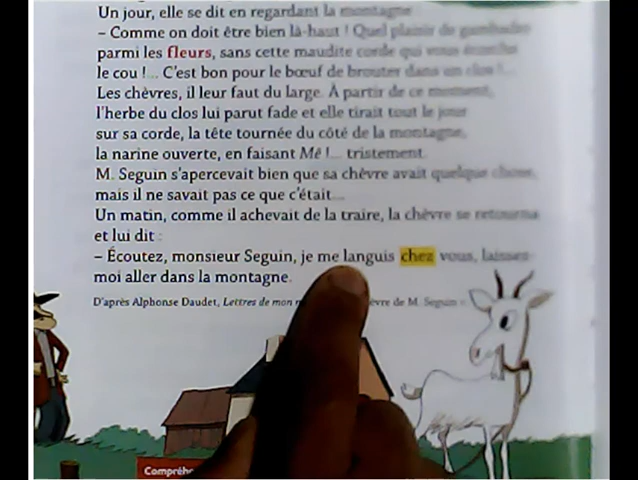 Un jour, elle se dit en regardant la montagne
– Comme on doit être bien là-haut ! Quel plaisir de gambader
parmi les fleurs, sans cette maudite corde qui vous écorche
le cou !... C'est bon pour le bœuf de brouter dans un clos !...
Les chèvres, il leur faut du large. À partir de ce moment,
l'herbe du clos lui parut fade et elle tirait tout le jour
sur sa corde, la tête tournée du côté de la montagne,
la narine ouverte, en faisant Mê !... tristement.
M. Seguin s'apercevait bien que sa chèvre avait quelque chose,
mais il ne savait pas ce que c'était...
Un matin, comme il achevait de la traire, la chèvre se retourna
et lui dit :
– Écoutez, monsieur Seguin, je me languis chez vous, laissez-
moi aller dans la montagne.
D'après Alphonse Daudet, Lettres de mon de M. Seguin »